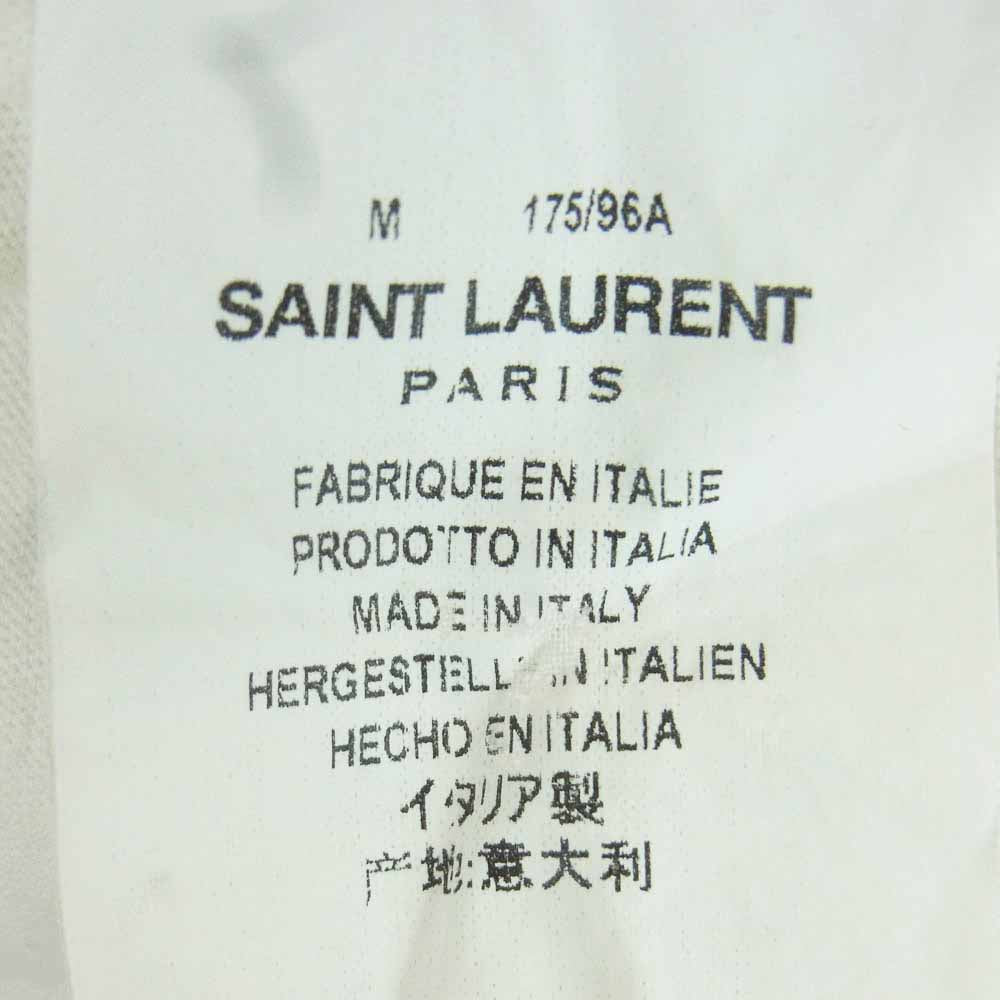 M 175/96A
SAINT LAURENT
PARIS
FABRIQUE EN ITALIE
PRODOTTO IN ITALIA
MADE IN ITALY
HERGESTELLT IN ITALIEN
HECHO EN ITALIA
イタリア製
产地:意大利